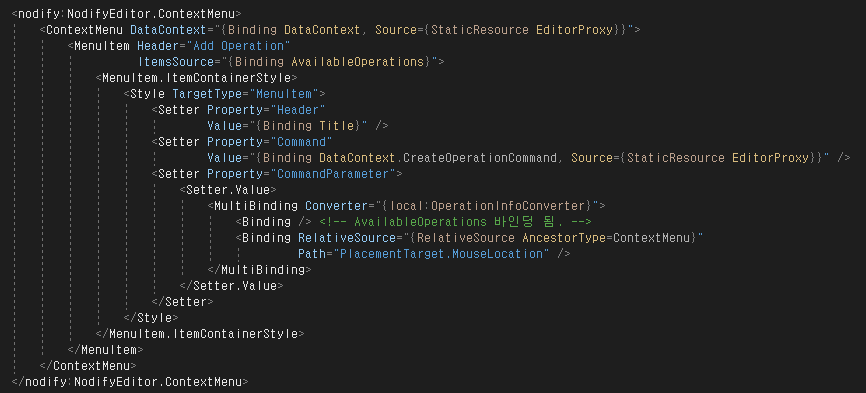 <nodify:NodifyEditor.ContextMenu>
    <ContextMenu DataContext="{Binding DataContext, Source={StaticResource EditorProxy}}">
        <MenuItem Header="Add Operation"
                  ItemsSource="{Binding AvailableOperations}">
            <MenuItem.ItemContainerStyle>
                <Style TargetType="MenuItem">
                    <Setter Property="Header"
                            Value="{Binding Title}" />
                    <Setter Property="Command"
                            Value="{Binding DataContext.CreateOperationCommand, Source={StaticResource EditorProxy}}" />
                    <Setter Property="CommandParameter">
                        <Setter.Value>
                            <MultiBinding Converter="{local:OperationInfoConverter}">
                                <Binding /> <!-- AvailableOperations 바인딩 됨. -->
                                <Binding RelativeSource="{RelativeSource AncestorType=ContextMenu}"
                                         Path="PlacementTarget.MouseLocation" />
                            </MultiBinding>
                        </Setter.Value>
                    </Setter>
                </Style>
            </MenuItem.ItemContainerStyle>
        </MenuItem>
    </ContextMenu>
</nodify:NodifyEditor.ContextMenu>